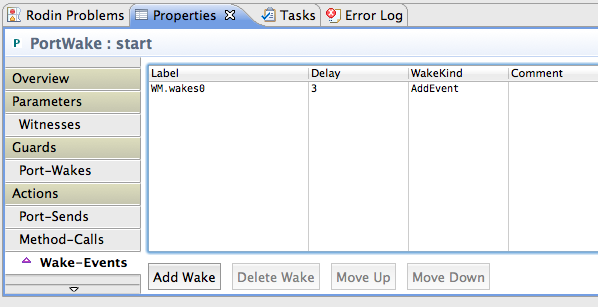 Rodin Problems Properties Tasks Error Log
P PortWake : start
Overview
Parameters
Witnesses
Guards
Port-Wakes
Actions
Port-Sends
Method-Calls
Wake-Events
Label Delay WakeKind Comment
WM.wakes0 3 AddEvent
Add Wake Delete Wake Move Up Move Down